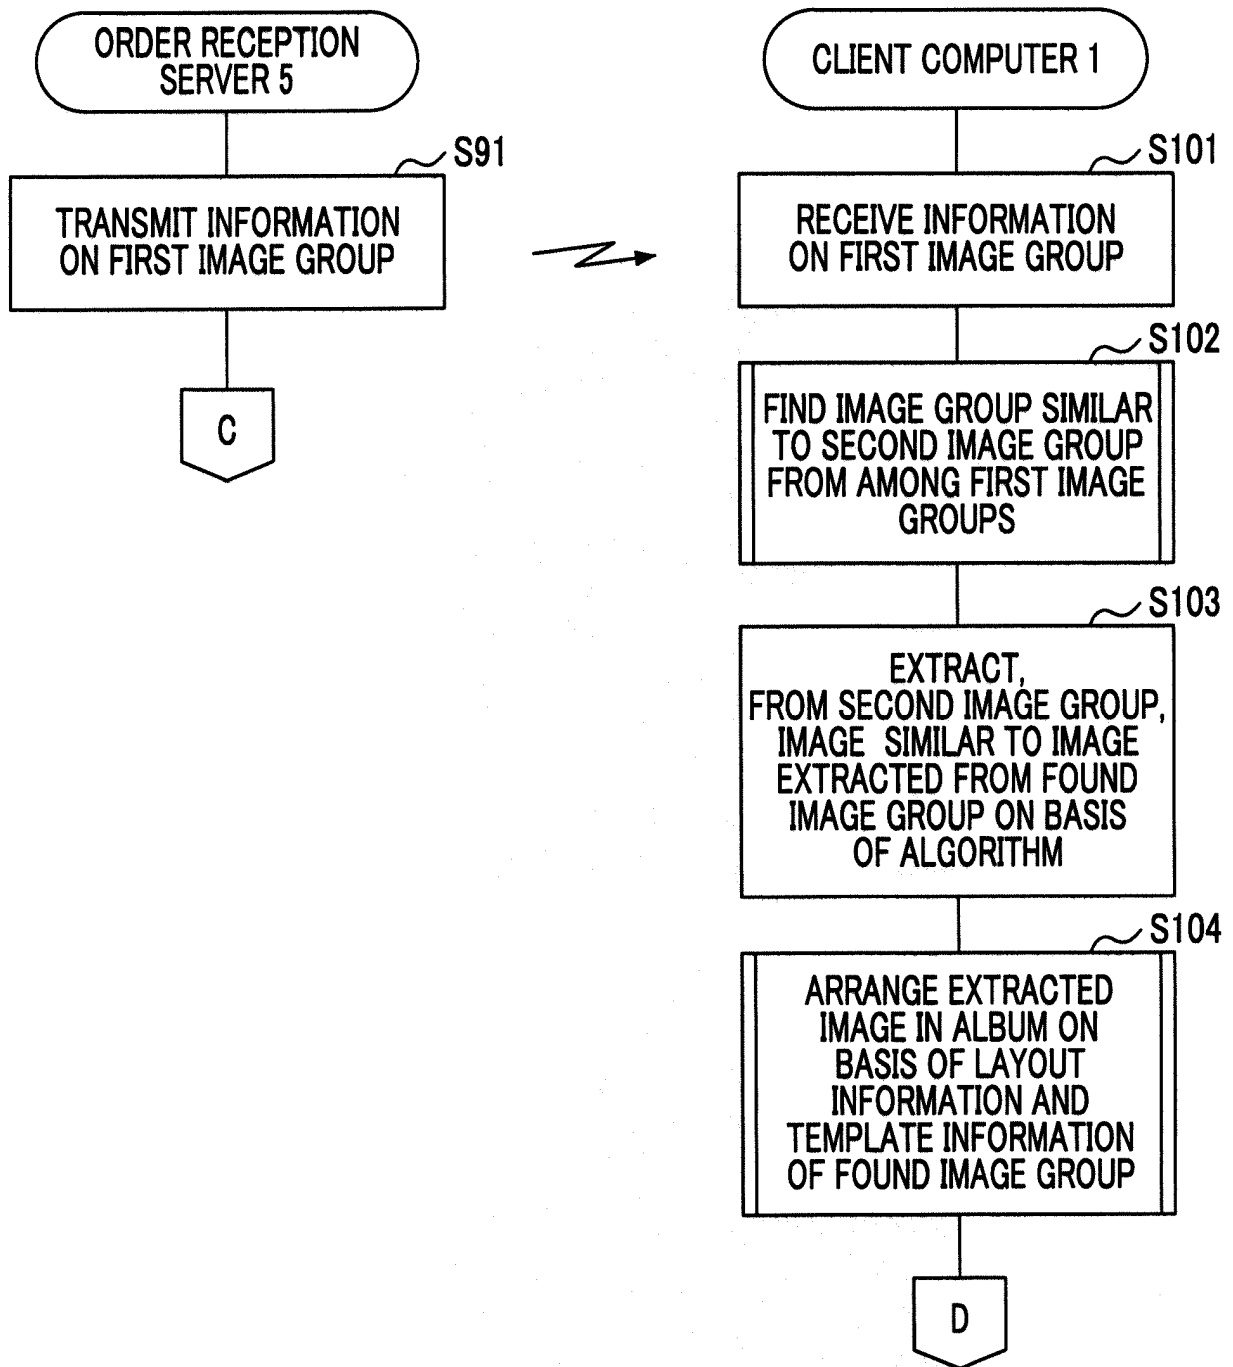 ORDER RECEPTION
SERVER 5
S91
TRANSMIT INFORMATION
ON FIRST IMAGE GROUP
C
CLIENT COMPUTER 1
S101
RECEIVE INFORMATION
ON FIRST IMAGE GROUP
S102
FIND IMAGE GROUP SIMILAR
TO SECOND IMAGE GROUP
FROM AMONG FIRST IMAGE
GROUPS
S103
EXTRACT,
FROM SECOND IMAGE GROUP,
IMAGE SIMILAR TO IMAGE
EXTRACTED FROM FOUND
IMAGE GROUP ON BASIS
OF ALGORITHM
S104
ARRANGE EXTRACTED
IMAGE IN ALBUM ON
BASIS OF LAYOUT
INFORMATION AND
TEMPLATE INFORMATION
OF FOUND IMAGE GROUP
D